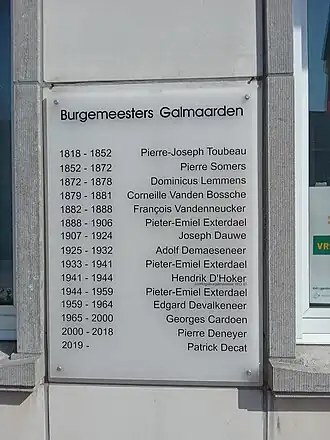 Burgemeesters Galmaarden
1818 - 1852 Pierre-Joseph Toubeau
1852 - 1872 Pierre Somers
1872 - 1878 Dominicus Lemmens
1879 - 1881 Corneille Vanden Bossche
1882 - 1888 François Vandenneucker
1888 - 1906 Pieter-Emiel Exterdael
1907 - 1924 Joseph Dauwe
1925 - 1932 Adolf Demaeseneer
1933 - 1941 Pieter-Emiel Exterdael
1941 - 1944 Hendrik D'Hoker
1944 - 1959 Pieter-Emiel Exterdael
1959 - 1964 Edgard Devalkeneer
1965 - 2000 Georges Cardoen
2000 - 2018 Pierre Deneyer
2019 - Patrick Decat